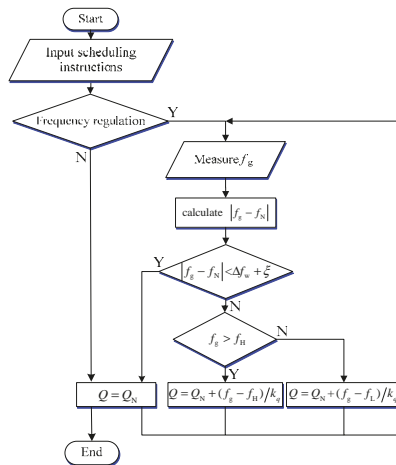 Start
Input scheduling
instructions
Frequency regulation
Y
N
Measure f_g
calculate |f_g − f_N|
Y
|f_g − f_N| < Δf_w + ξ
N
f_g > f_H
N
Y
Q = Q_N
Q = Q_N + (f_g − f_H)/k_q
Q = Q_N + (f_g − f_L)/k_q
End